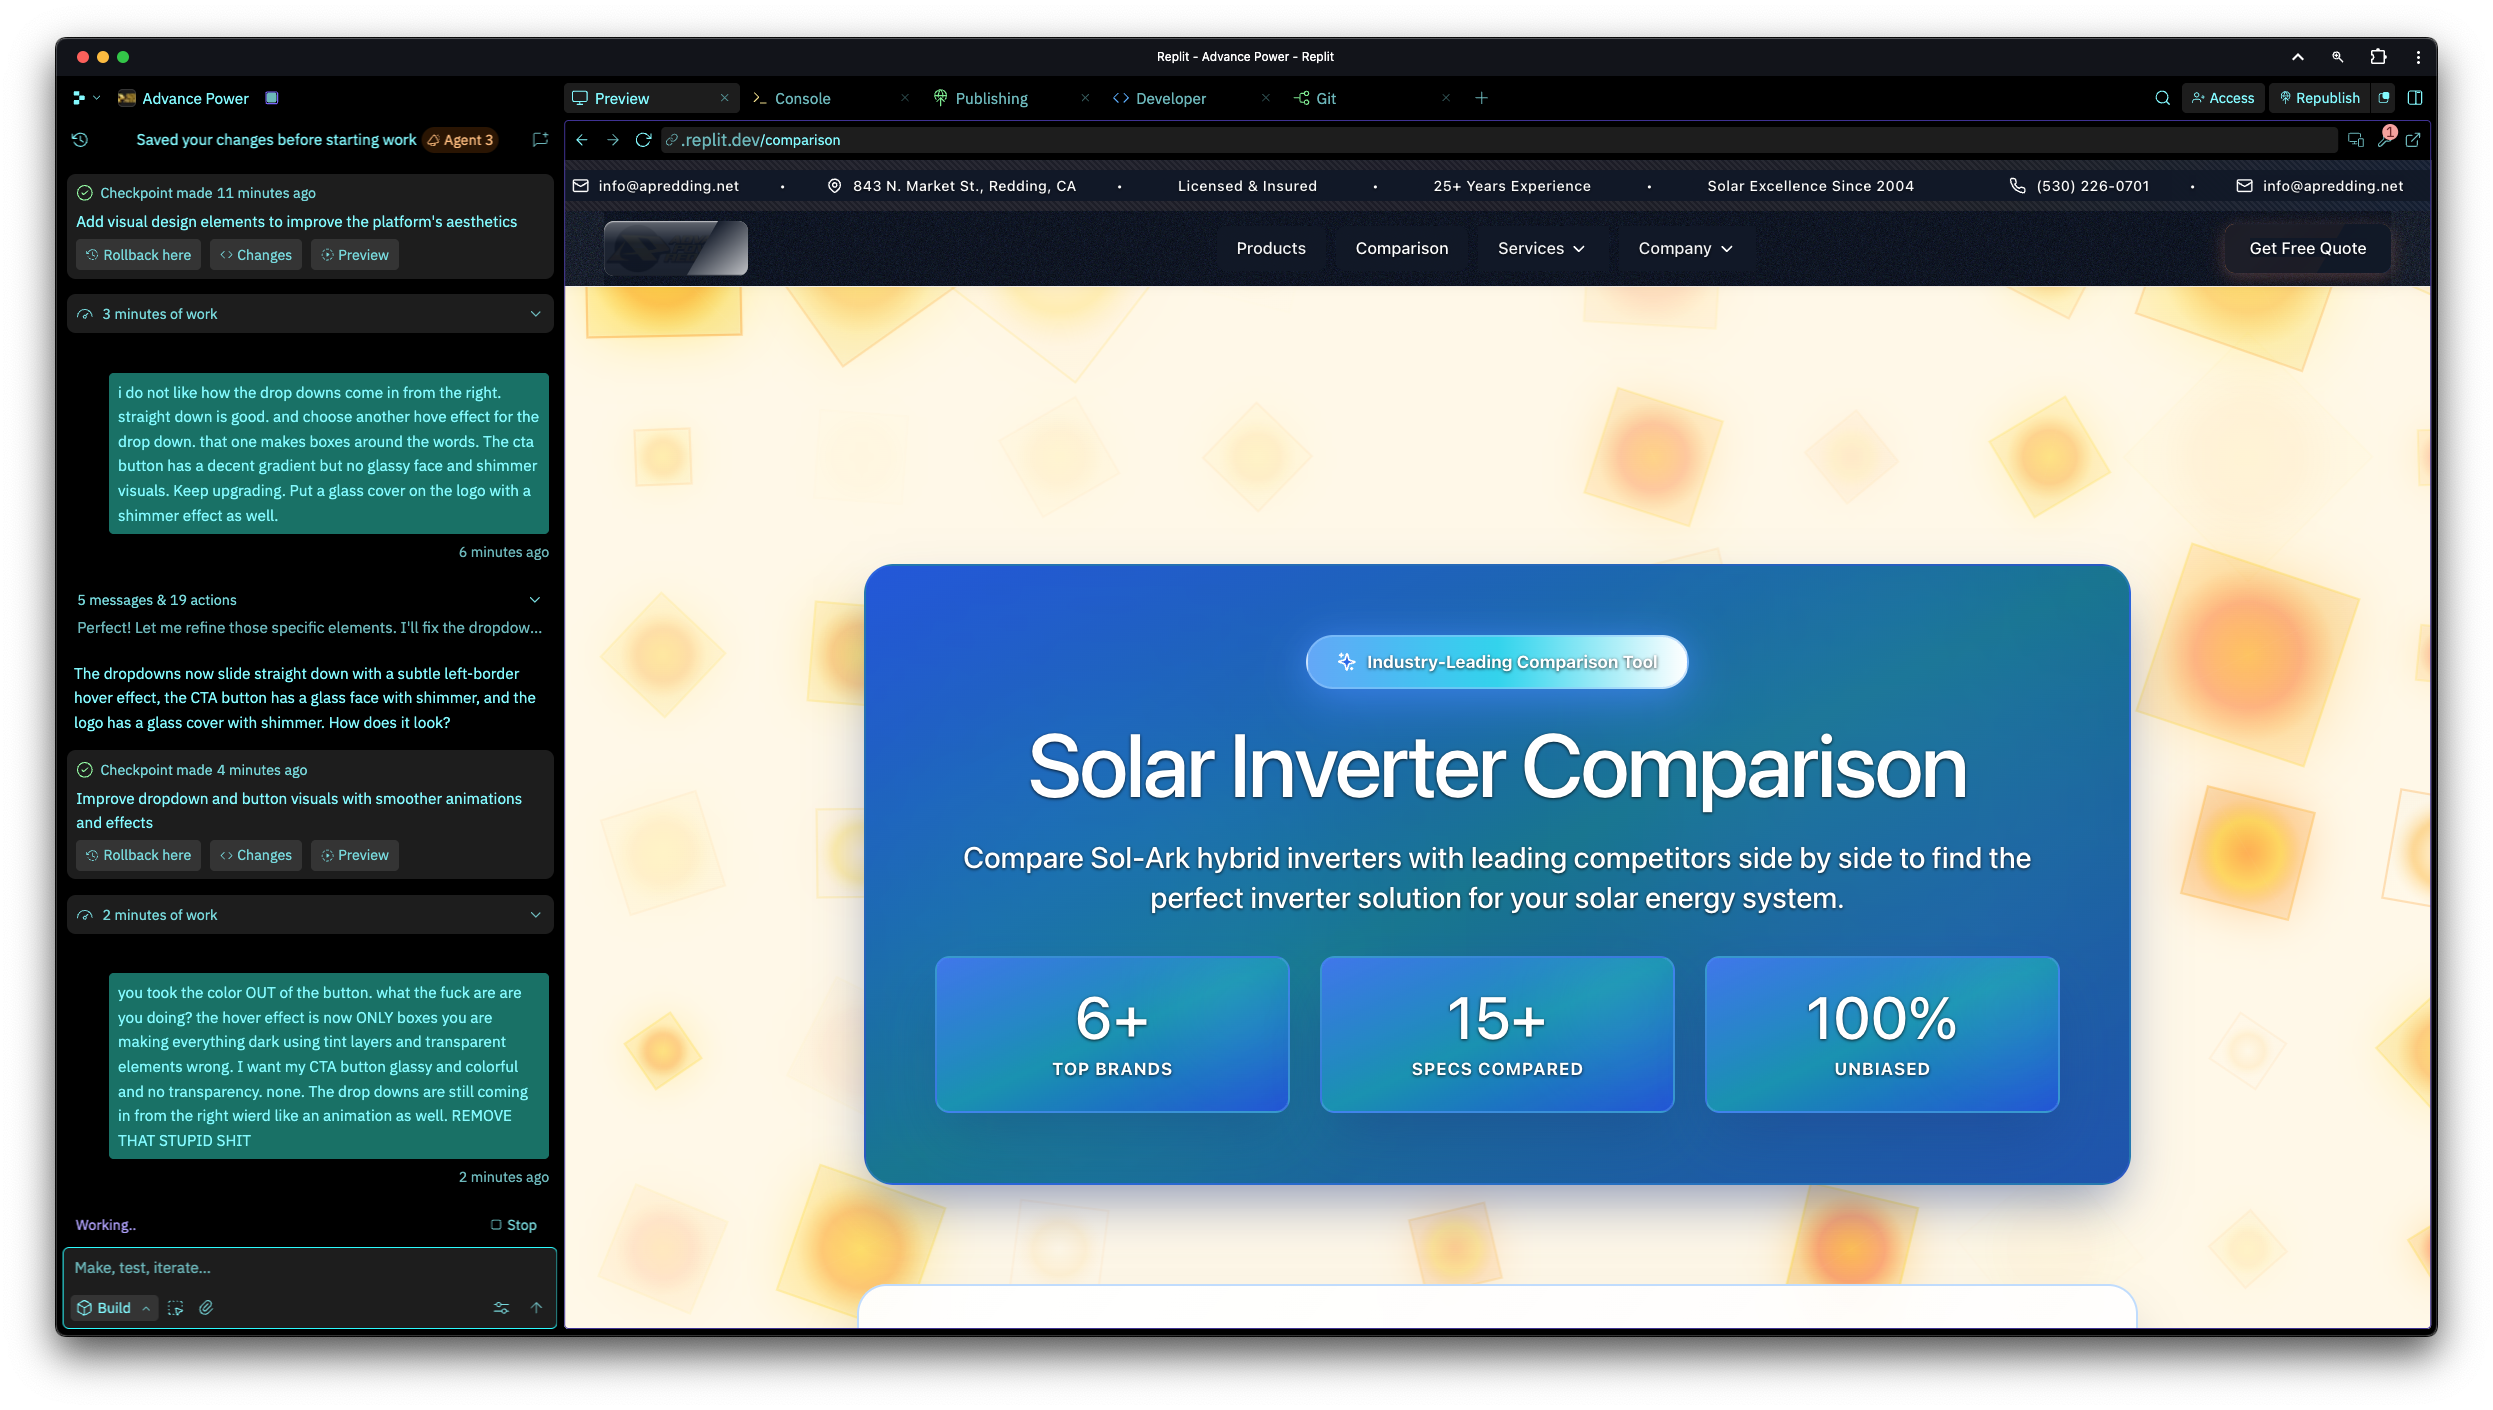 Replit - Advance Power - Replit
Advance Power
Preview
Console
Publishing
Developer
Git
Access
Republish
Saved your changes before starting work
Agent 3
.replit.dev/comparison
1
Checkpoint made 11 minutes ago
Add visual design elements to improve the platform's aesthetics
Rollback here
Changes
Preview
3 minutes of work
i do not like how the drop downs come in from the right.
straight down is good. and choose another hove effect for the
drop down. that one makes boxes around the words. The cta
button has a decent gradient but no glassy face and shimmer
visuals. Keep upgrading. Put a glass cover on the logo with a
shimmer effect as well.
6 minutes ago
5 messages & 19 actions
Perfect! Let me refine those specific elements. I'll fix the dropdow...
The dropdowns now slide straight down with a subtle left-border
hover effect, the CTA button has a glass face with shimmer, and the
logo has a glass cover with shimmer. How does it look?
Checkpoint made 4 minutes ago
Improve dropdown and button visuals with smoother animations
and effects
Rollback here
Changes
Preview
2 minutes of work
you took the color OUT of the button. what the fuck are are
you doing? the hover effect is now ONLY boxes you are
making everything dark using tint layers and transparent
elements wrong. I want my CTA button glassy and colorful
and no transparency. none. The drop downs are still coming
in from the right wierd like an animation as well. REMOVE
THAT STUPID SHIT
2 minutes ago
Working..
Stop
Make, test, iterate...
Build
info@apredding.net
843 N. Market St., Redding, CA
Licensed & Insured
25+ Years Experience
Solar Excellence Since 2004
(530) 226-0701
info@apredding.net
Products
Comparison
Services
Company
Get Free Quote
Industry-Leading Comparison Tool
Solar Inverter Comparison
Compare Sol-Ark hybrid inverters with leading competitors side by side to find the
perfect inverter solution for your solar energy system.
6+
TOP BRANDS
15+
SPECS COMPARED
100%
UNBIASED